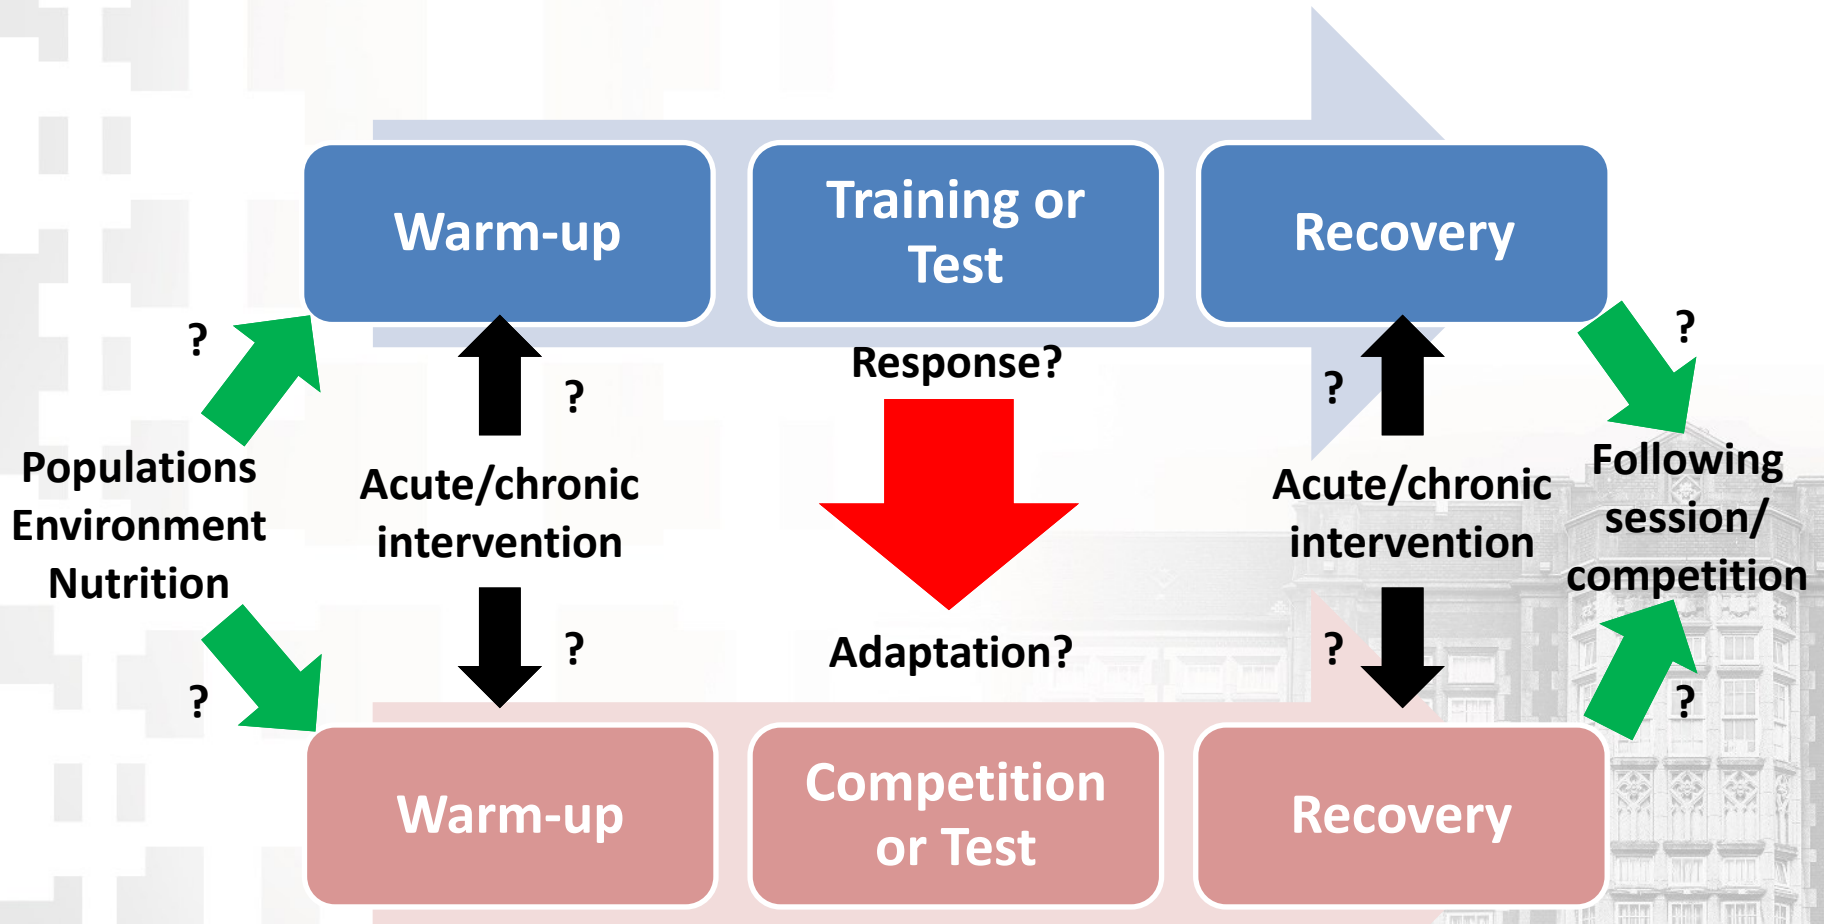 Warm-up
Training or
Test
Recovery
?
?
Response?
?
?
Populations
Environment
Nutrition
Acute/chronic
intervention
Acute/chronic
intervention
Following
session/
competition
?
?
Adaptation?
?
?
Warm-up
Competition
or Test
Recovery